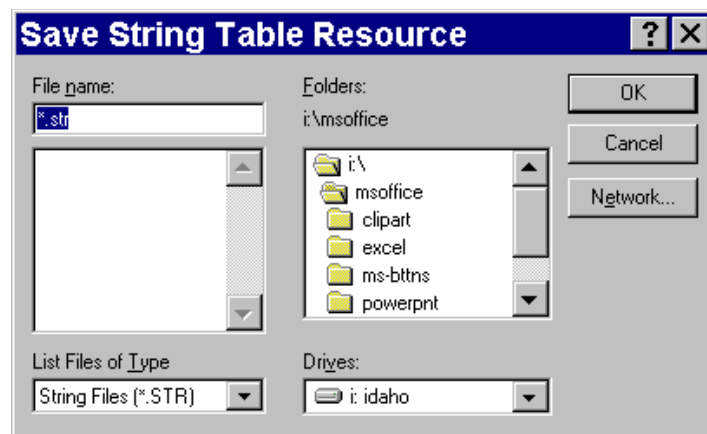 Save String Table Resource
File name:
*.str
Folders:
i:\msoffice
i:\
msoffice
clipart
excel
ms-bttns
powerpnt
OK
Cancel
Network...
List Files of Type
String Files (*.STR)
Drives:
i: idaho